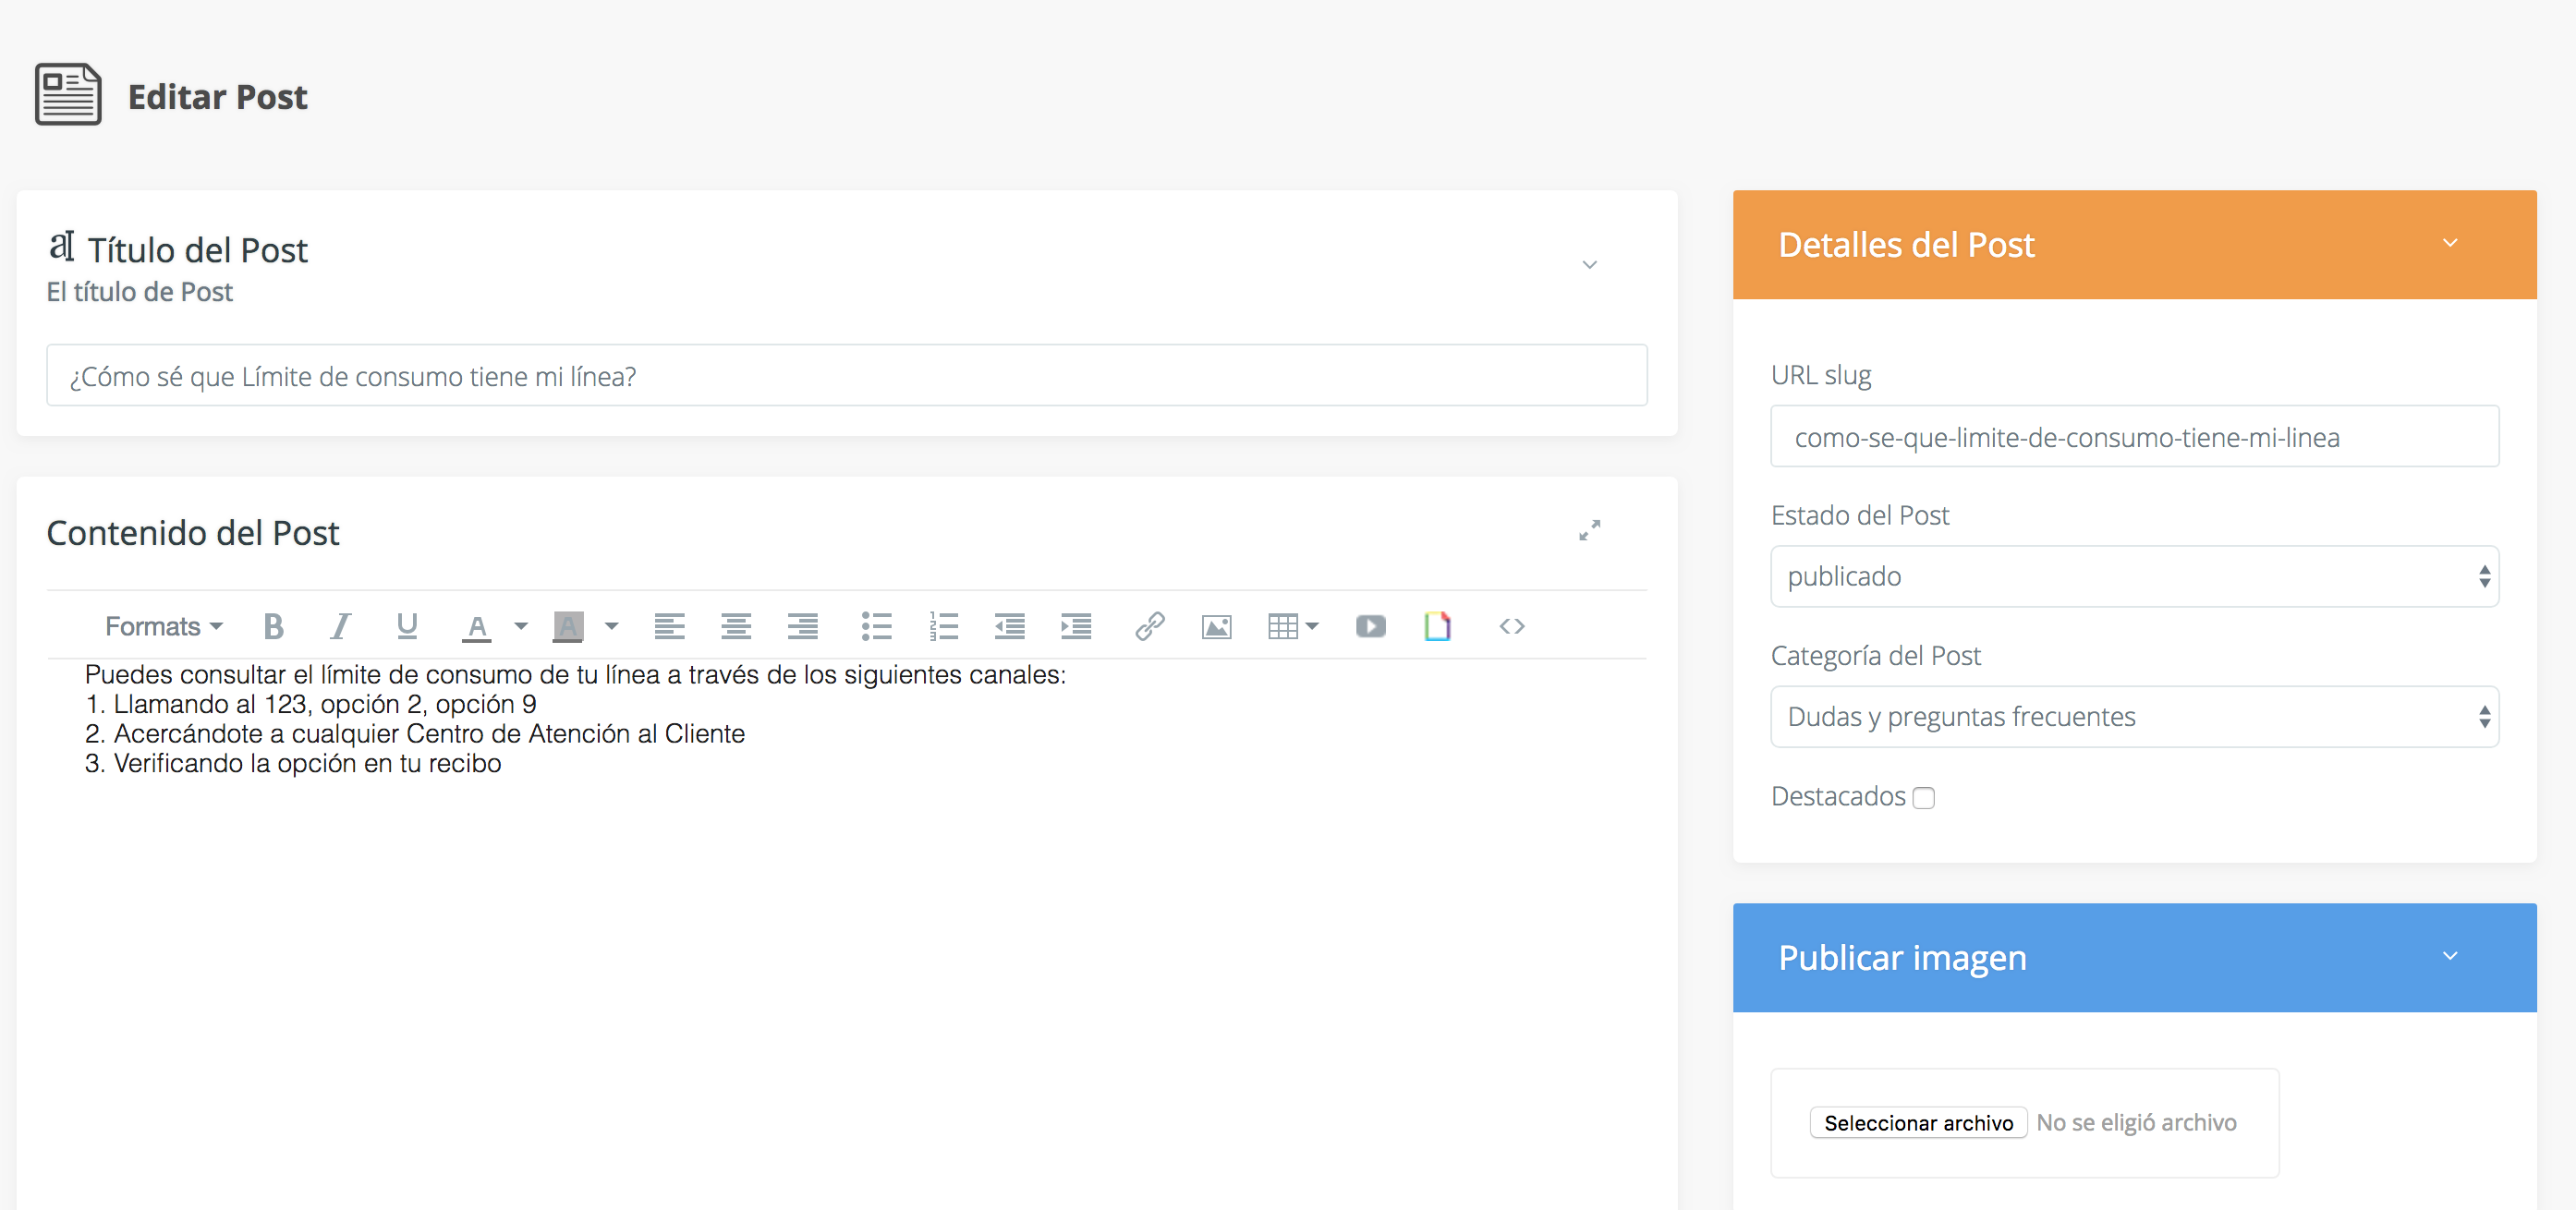 Editar Post
Título del Post
El título de Post
¿Cómo sé que Límite de consumo tiene mi línea?
Contenido del Post
Formats
Puedes consultar el límite de consumo de tu línea a través de los siguientes canales:
1. Llamando al 123, opción 2, opción 9
2. Acercándote a cualquier Centro de Atención al Cliente
3. Verificando la opción en tu recibo
Detalles del Post
URL slug
como-se-que-limite-de-consumo-tiene-mi-linea
Estado del Post
publicado
Categoría del Post
Dudas y preguntas frecuentes
Destacados
Publicar imagen
Seleccionar archivo No se eligió archivo